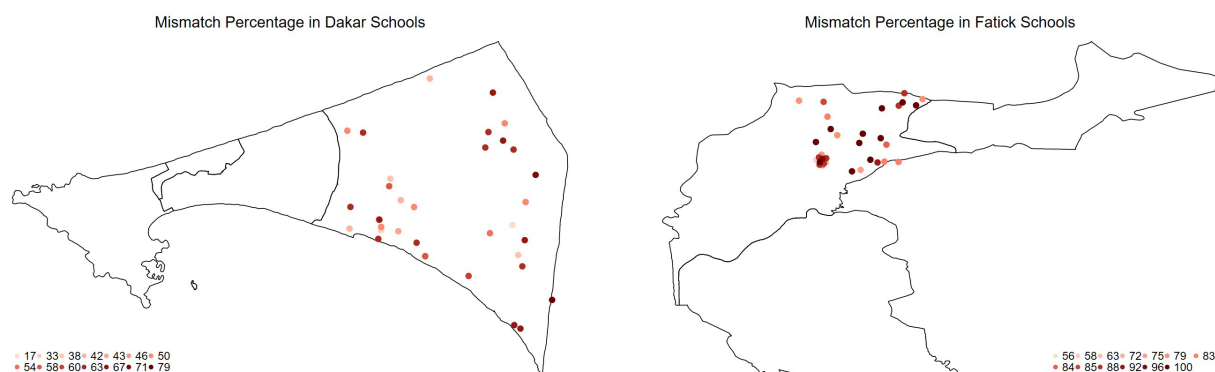 Mismatch Percentage in Dakar Schools
17 33 38 42 43 46 50
54 58 60 63 67 71 79
Mismatch Percentage in Fatick Schools
56 58 63 72 75 79 83
84 85 88 92 96 100